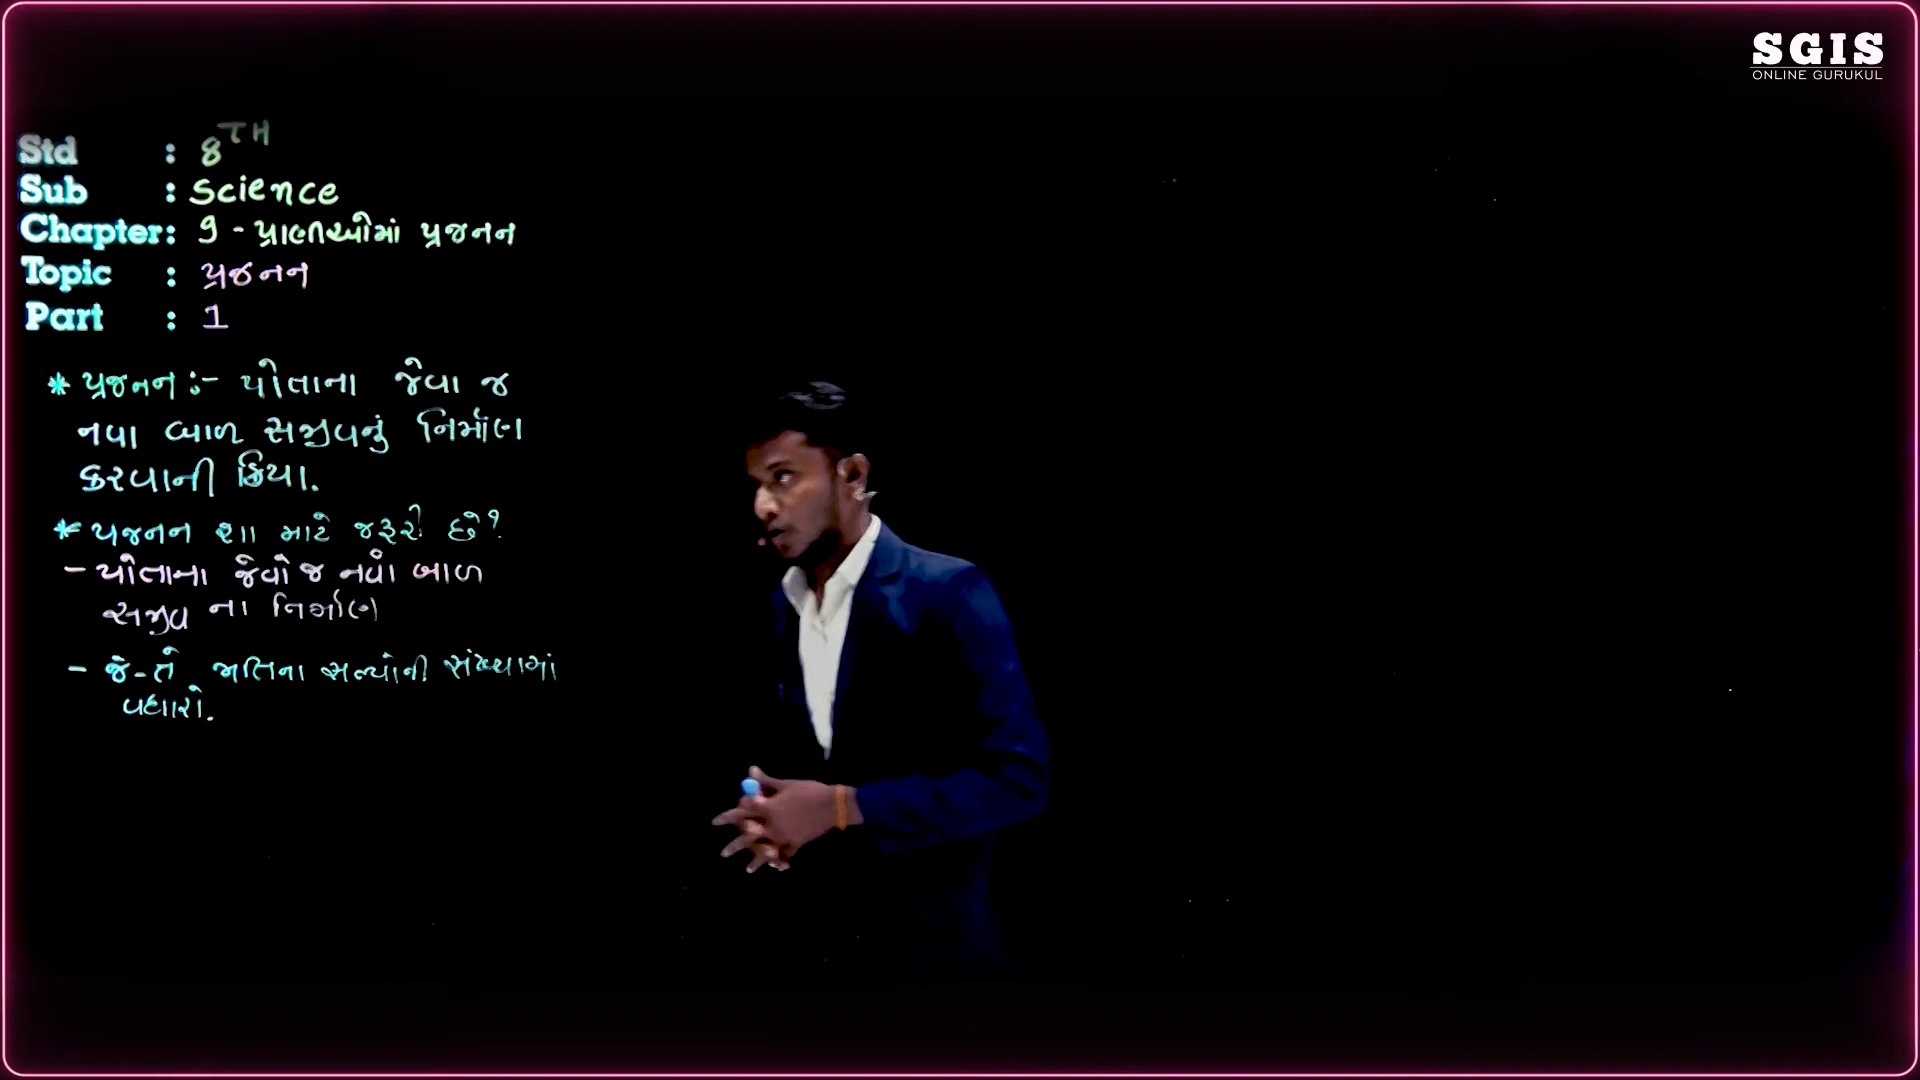 SGIS
ONLINE GURUKUL
Std : 8TH
Sub : Science
Chapter: 9 - પ્રાણીઓમાં પ્રજનન
Topic : પ્રજનન
Part : 1
* પ્રજનન :- પોતાના જેવા જ
નવા બાળ સજીવનું નિર્માણ
કરવાની ક્રિયા.
* પ્રજનન શા માટે જરૂરી છે?
- પોતાના જેવો જ નવાં બાળ
સજીવ ના નિર્માણ
- જે-તે જાતિના સભ્યોની સંખ્યામાં
વધારો.